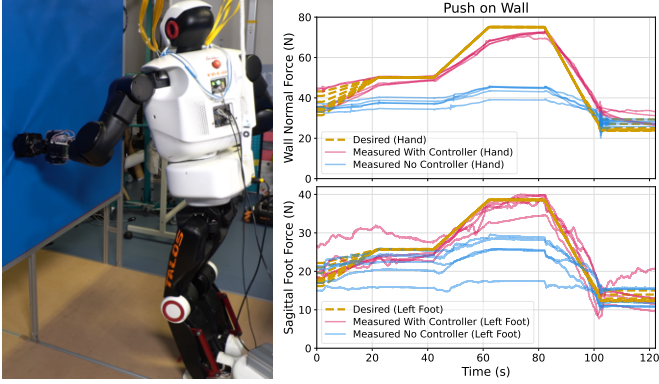 TALOS
Push on Wall
Wall Normal Force (N)
80
60
40
20
0
Desired (Hand)
Measured With Controller (Hand)
Measured No Controller (Hand)
Sagittal Foot Force (N)
40
30
20
10
0
Desired (Left Foot)
Measured With Controller (Left Foot)
Measured No Controller (Left Foot)
0 20 40 60 80 100 120
Time (s)